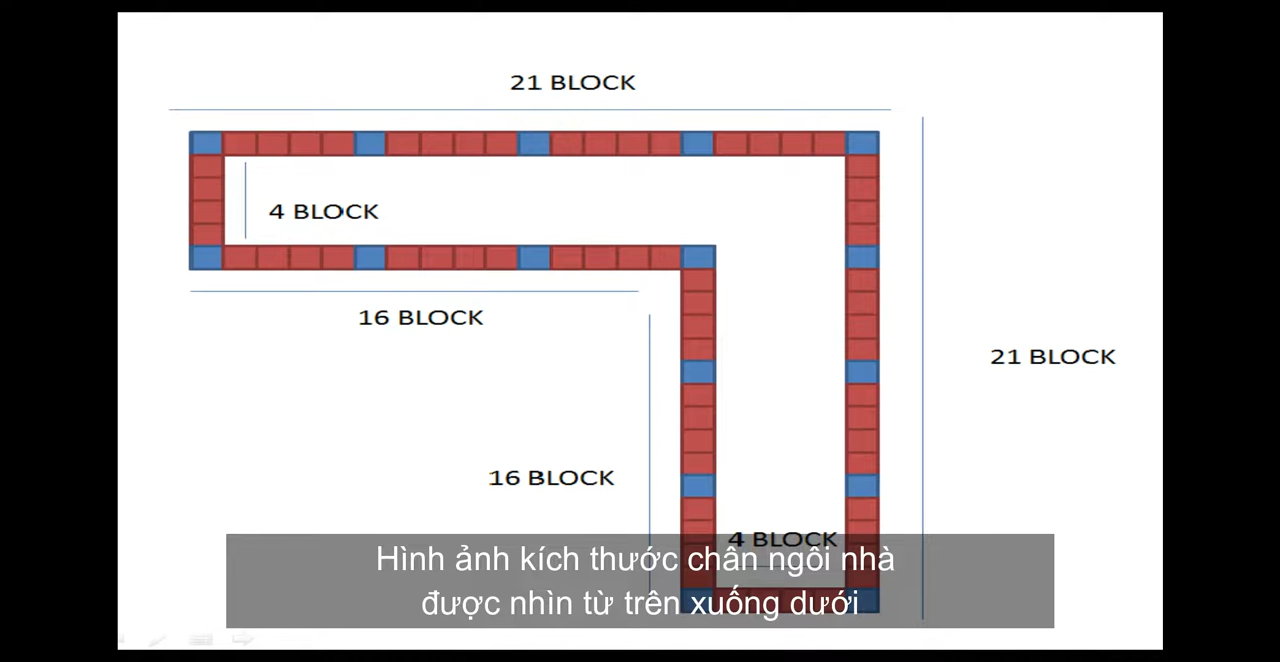 21 BLOCK
4 BLOCK
16 BLOCK
21 BLOCK
16 BLOCK
4 BLOCK
Hình ảnh kích thước chân ngôi nhà
được nhìn từ trên xuống dưới